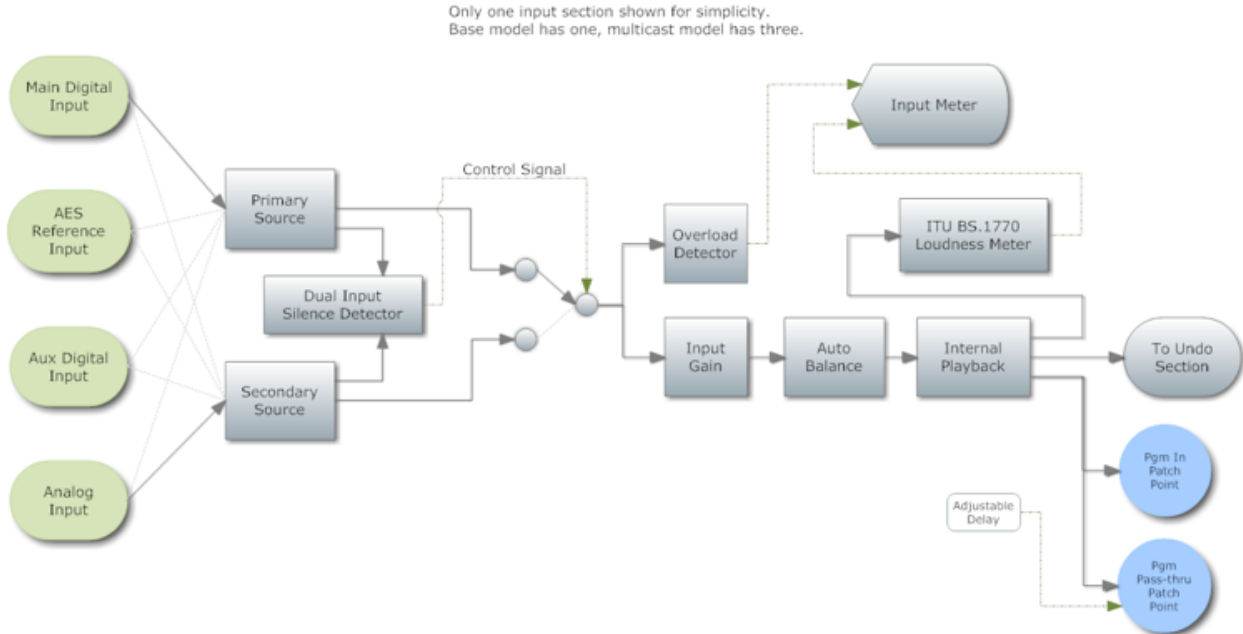 Only one input section shown for simplicity.
Base model has one, multicast model has three.
Main Digital
Input
AES
Reference
Input
Aux Digital
Input
Analog
Input
Primary
Source
Dual Input
Silence Detector
Secondary
Source
Control Signal
Overload
Detector
Input Meter
ITU BS.1770
Loudness Meter
Input
Gain
Auto
Balance
Internal
Playback
To Undo
Section
Pgm In
Patch
Point
Adjustable
Delay
Pgm
Pass-thru
Patch
Point